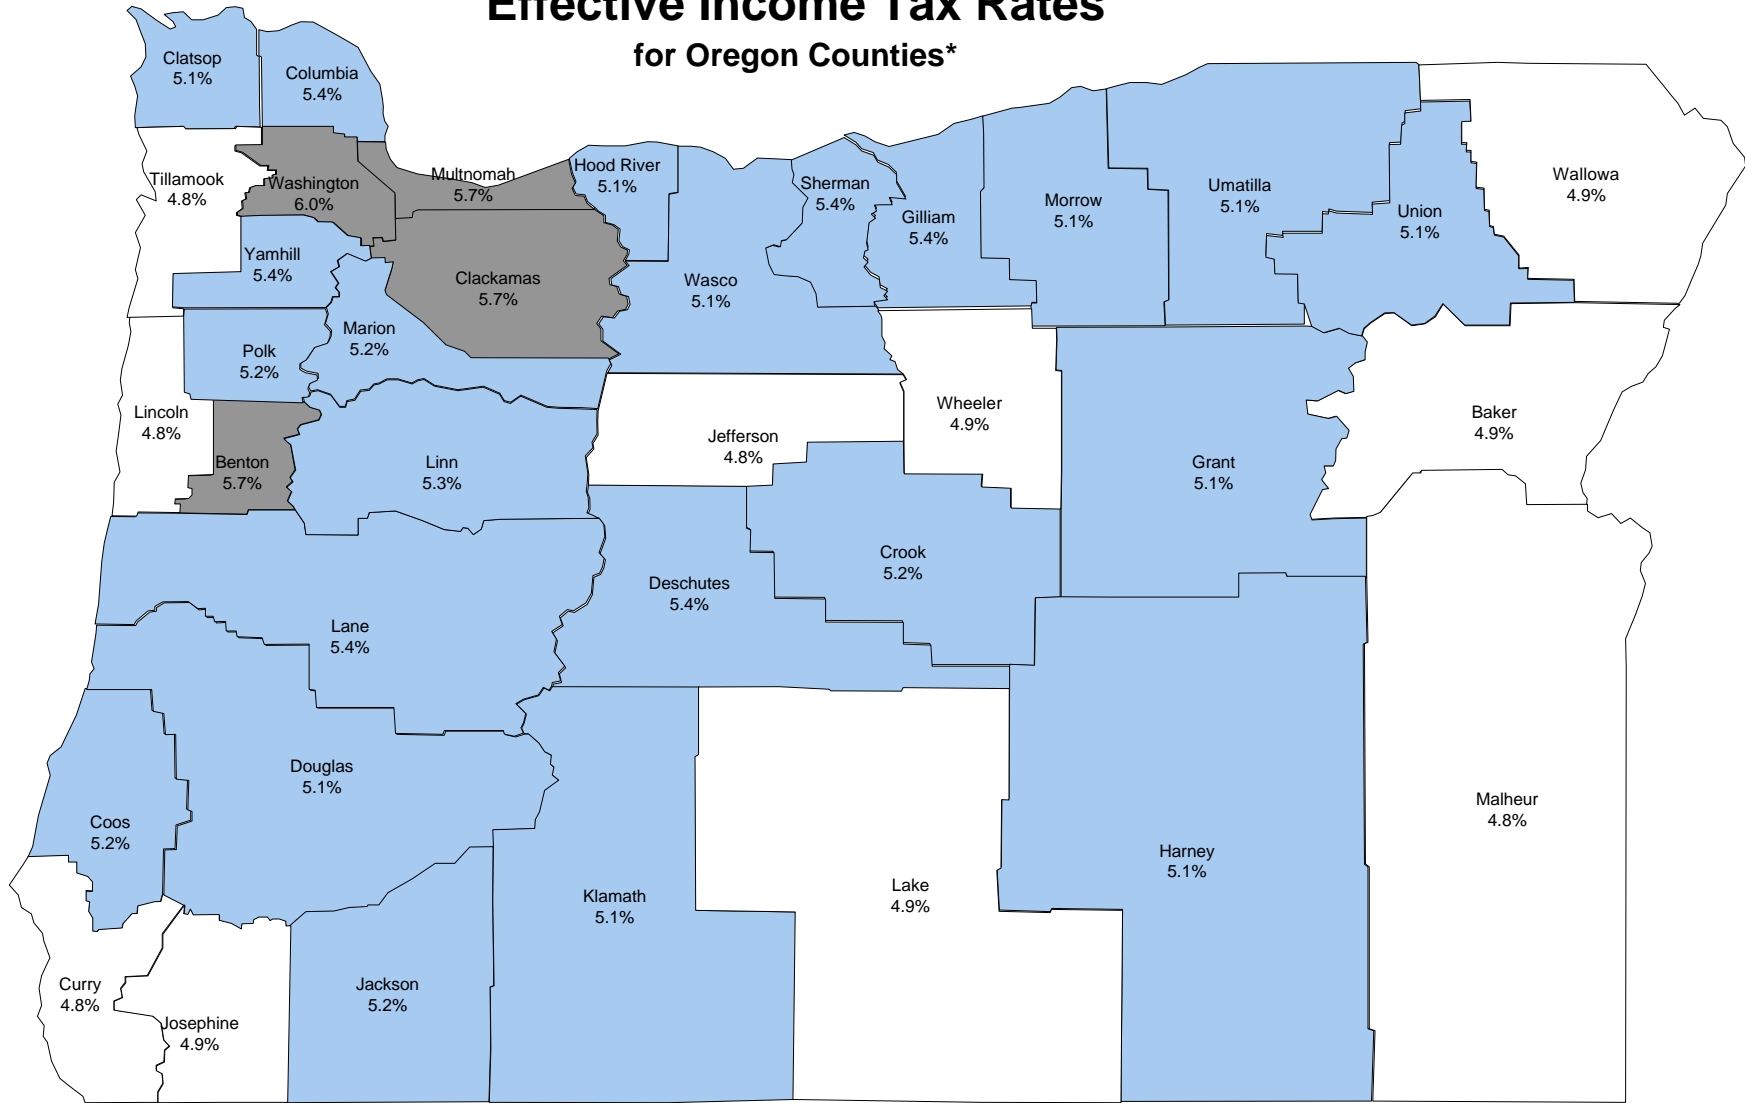 Effective Income Tax Rates
for Oregon Counties*
Clatsop
5.1%
Columbia
5.4%
Tillamook
4.8%
Washington
6.0%
Multnomah
5.7%
Hood River
5.1%
Sherman
5.4%
Gilliam
5.4%
Morrow
5.1%
Umatilla
5.1%
Union
5.1%
Wallowa
4.9%
Yamhill
5.4%
Clackamas
5.7%
Wasco
5.1%
Marion
5.2%
Polk
5.2%
Lincoln
4.8%
Benton
5.7%
Linn
5.3%
Jefferson
4.8%
Wheeler
4.9%
Grant
5.1%
Baker
4.9%
Crook
5.2%
Deschutes
5.4%
Lane
5.4%
Douglas
5.1%
Coos
5.2%
Malheur
4.8%
Harney
5.1%
Klamath
5.1%
Lake
4.9%
Curry
4.8%
Josephine
4.9%
Jackson
5.2%